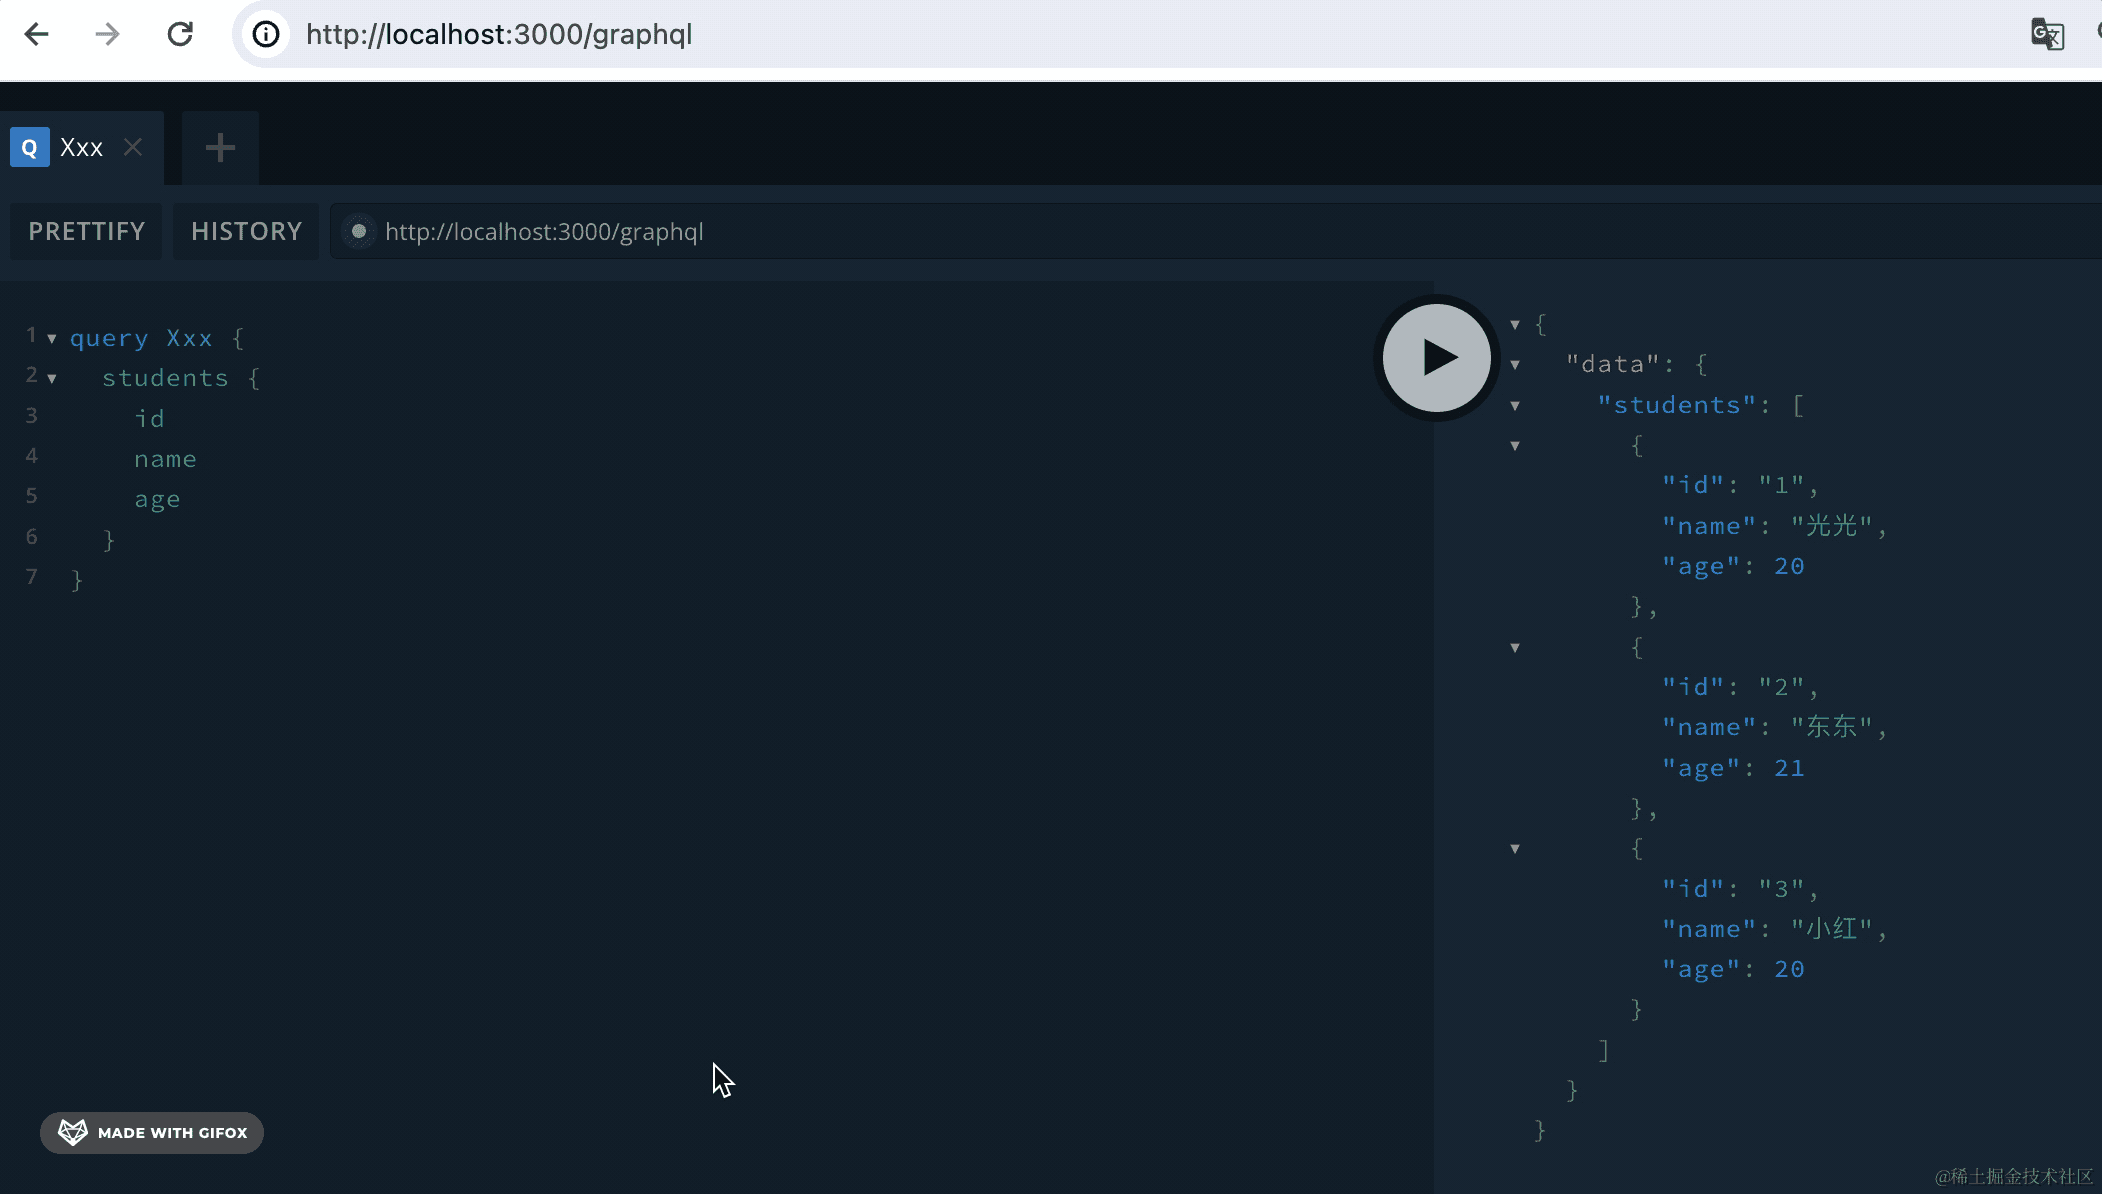 http://localhost:3000/graphql
Q Xxx
PRETTIFY HISTORY http://localhost:3000/graphql
1 query Xxx {
2 students {
3 id
4 name
5 age
6 }
7 }
{
"data": {
"students": [
{
"id": "1",
"name": "光光",
"age": 20
},
{
"id": "2",
"name": "东东",
"age": 21
},
{
"id": "3",
"name": "小红",
"age": 20
}
]
}
}
MADE WITH GIFOX
@稀土掘金技术社区